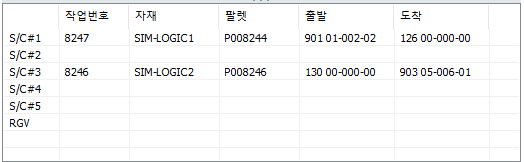 작업번호 자재 팔렛 출발 도착
S/C#1 8247 SIM-LOGIC1 P008244 901 01-002-02 126 00-000-00
S/C#2
S/C#3 8246 SIM-LOGIC2 P008246 130 00-000-00 903 05-006-01
S/C#4
S/C#5
RGV